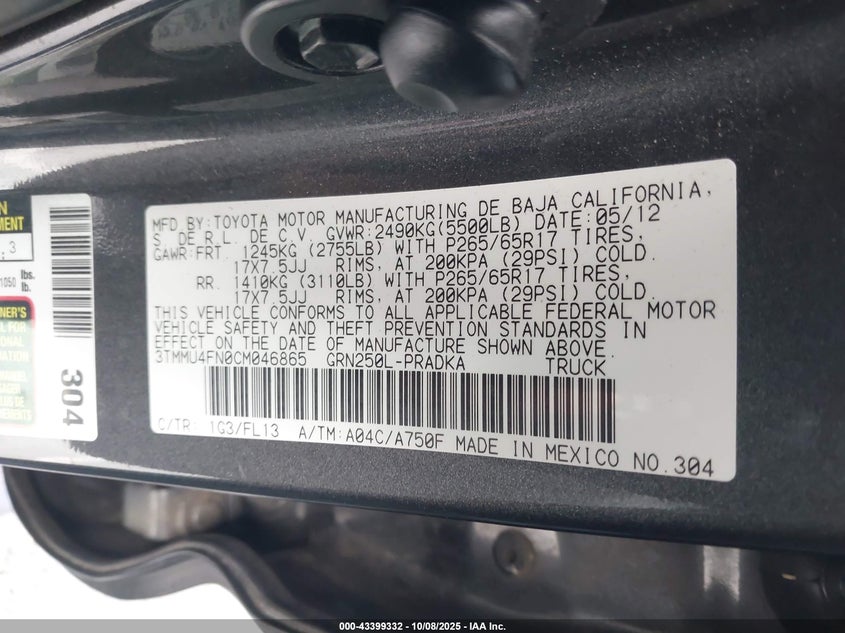 MFD BY:TOYOTA MOTOR MANUFACTURING DE BAJA CALIFORNIA,
S DE R.L. DE C.V. GVWR:2490KG(5500LB) DATE:05/12
GAWR:FRT. 1245KG (2755LB) WITH P265/65R17 TIRES,
17X7.5JJ RIMS, AT 200KPA (29PSI) COLD.
RR. 1410KG (3110LB) WITH P265/65R17 TIRES,
17X7.5JJ RIMS, AT 200KPA (29PSI) COLD.
THIS VEHICLE CONFORMS TO ALL APPLICABLE FEDERAL MOTOR
VEHICLE SAFETY AND THEFT PREVENTION STANDARDS IN
EFFECT ON THE DATE OF MANUFACTURE SHOWN ABOVE.
3TMMU4FN0CM046865 GRN250L-PRADKA TRUCK
C/TR: 1G3/FL13 A/TM:A04C/A750F MADE IN MEXICO NO.304
304
lbs.
lb.
1050
000-43399332 - 10/08/2025 - IAA Inc.